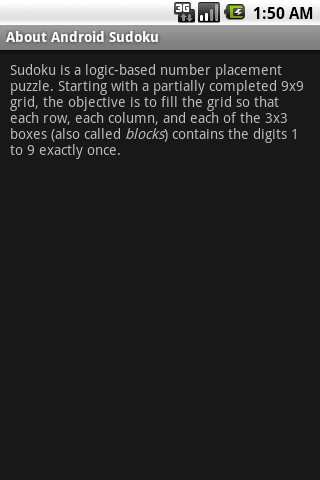 3G
1:50 AM
About Android Sudoku
Sudoku is a logic-based number placement
puzzle. Starting with a partially completed 9x9
grid, the objective is to fill the grid so that
each row, each column, and each of the 3x3
boxes (also called blocks) contains the digits 1
to 9 exactly once.